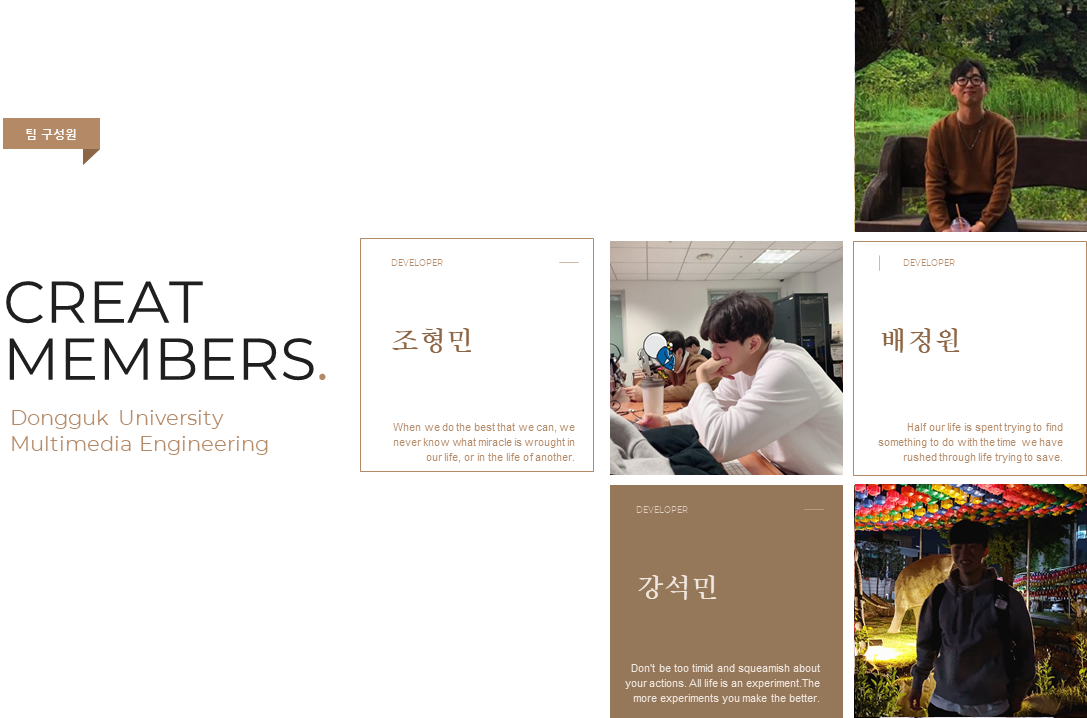 팀 구성원
CREAT
MEMBERS.
Dongguk University
Multimedia Engineering
DEVELOPER
조형민
When we do the best that we can, we
never know what miracle is wrought in
our life, or in the life of another.
DEVELOPER
배정원
Half our life is spent trying to find
something to do with the time we have
rushed through life trying to save.
DEVELOPER
강석민
Don't be too timid and squeamish about
your actions. All life is an experiment.The
more experiments you make the better.